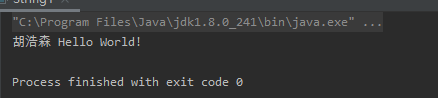 "C:\Program Files\Java\jdk1.8.0_241\bin\java.exe" ...
胡浩森 Hello World!
Process finished with exit code 0